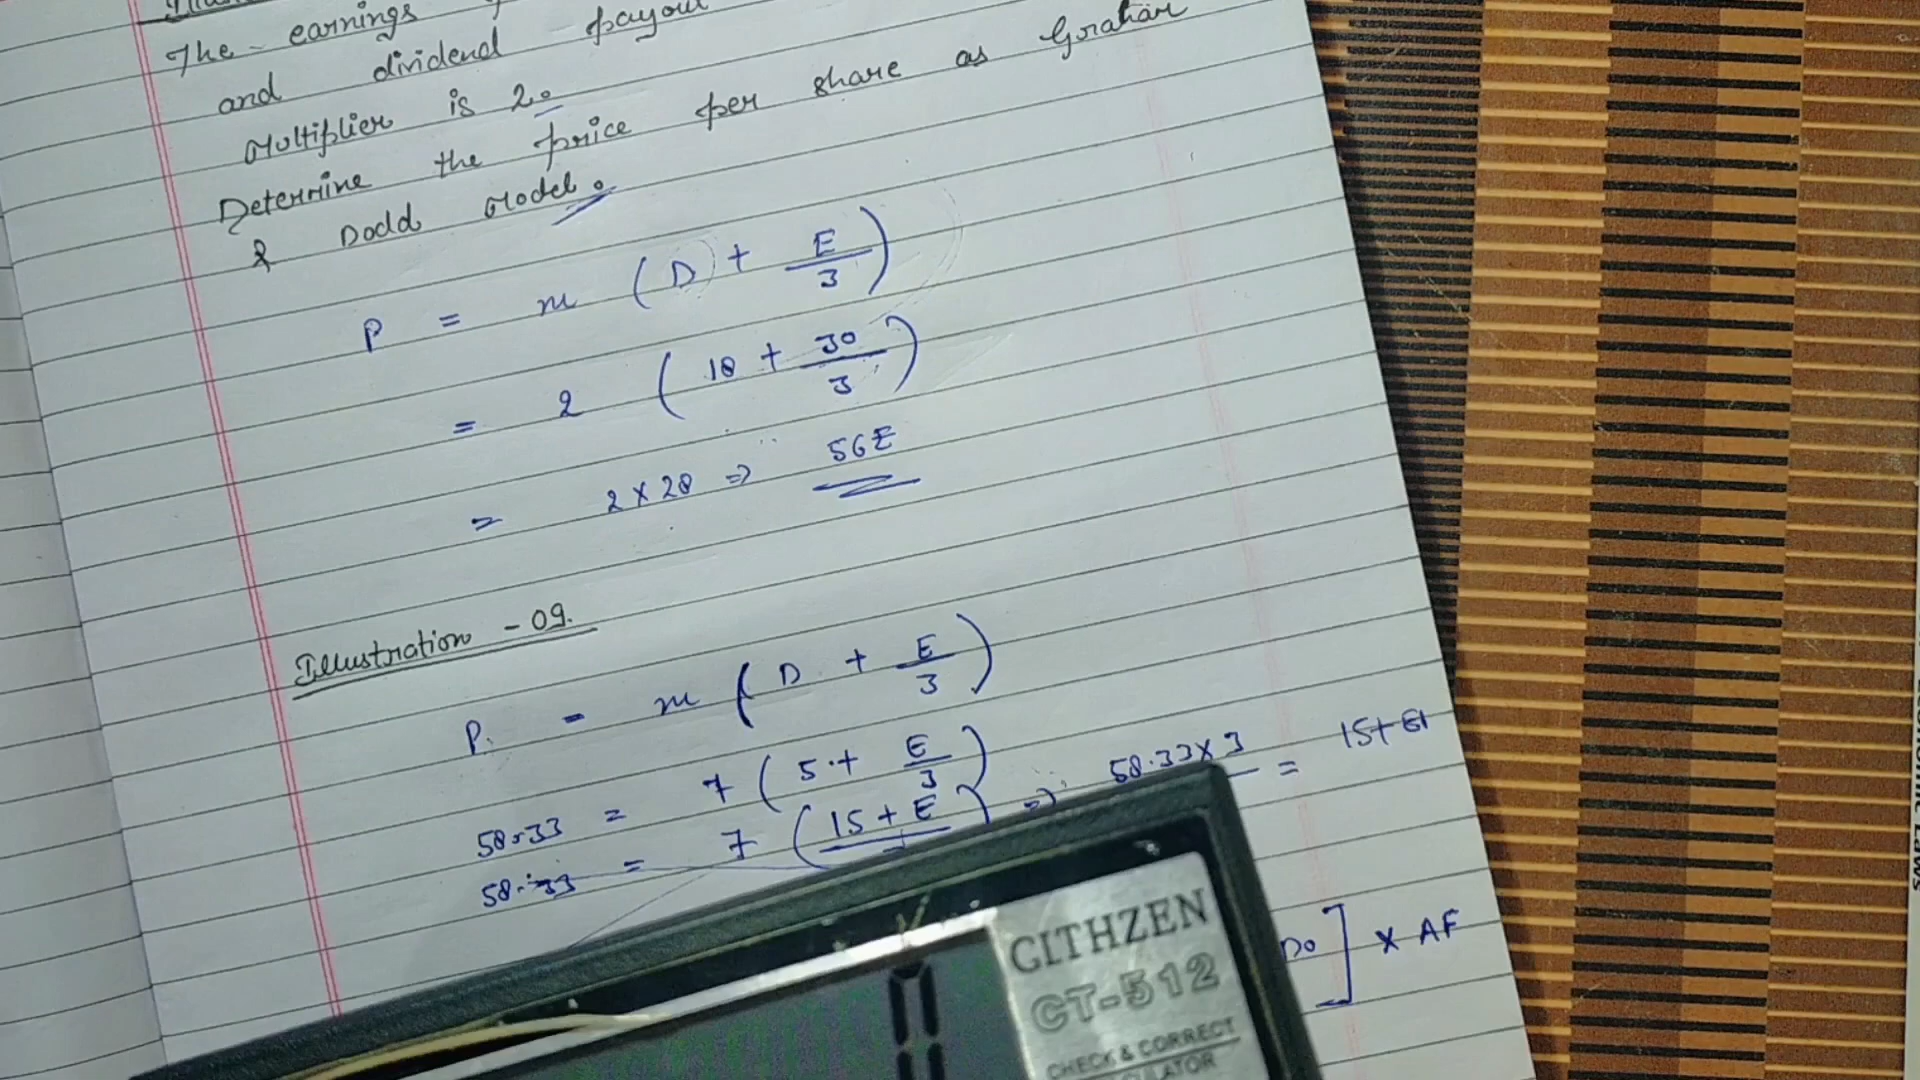 The earnings
and dividend payout
Multiplier is 2.
Determine the price per share as Graham
& Dodd Model.
P = m (D + E/3)
= 2 (18 + 30/3)
= 2 x 28 => 56₹
Illustration - 09.
P. = m (D + E/3)
58.33 = 7 (5 + E/3)
58.33 = 7 (15 + E => 58.33 x 3 = 15 + E
Do] x AF
CITHZEN
CT-512
CHECK & CORRECT